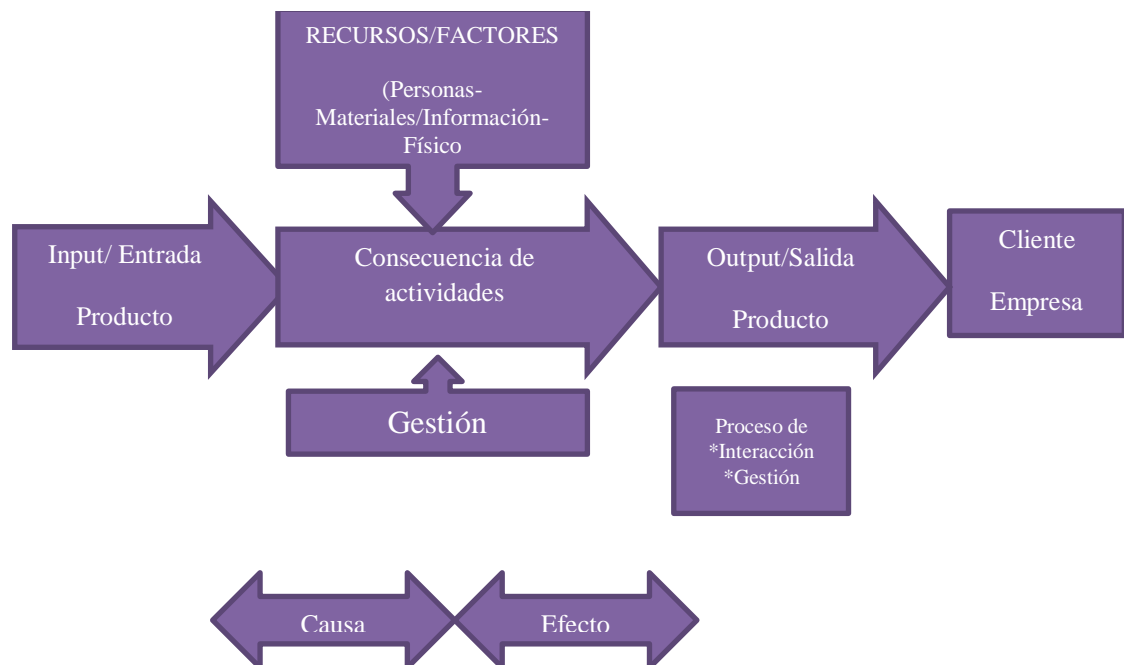 RECURSOS/FACTORES
(Personas-
Materiales/Información-
Físico
Input/ Entrada
Producto
Consecuencia de
actividades
Output/Salida
Producto
Cliente
Empresa
Gestión
Proceso de
*Interacción
*Gestión
Causa
Efecto